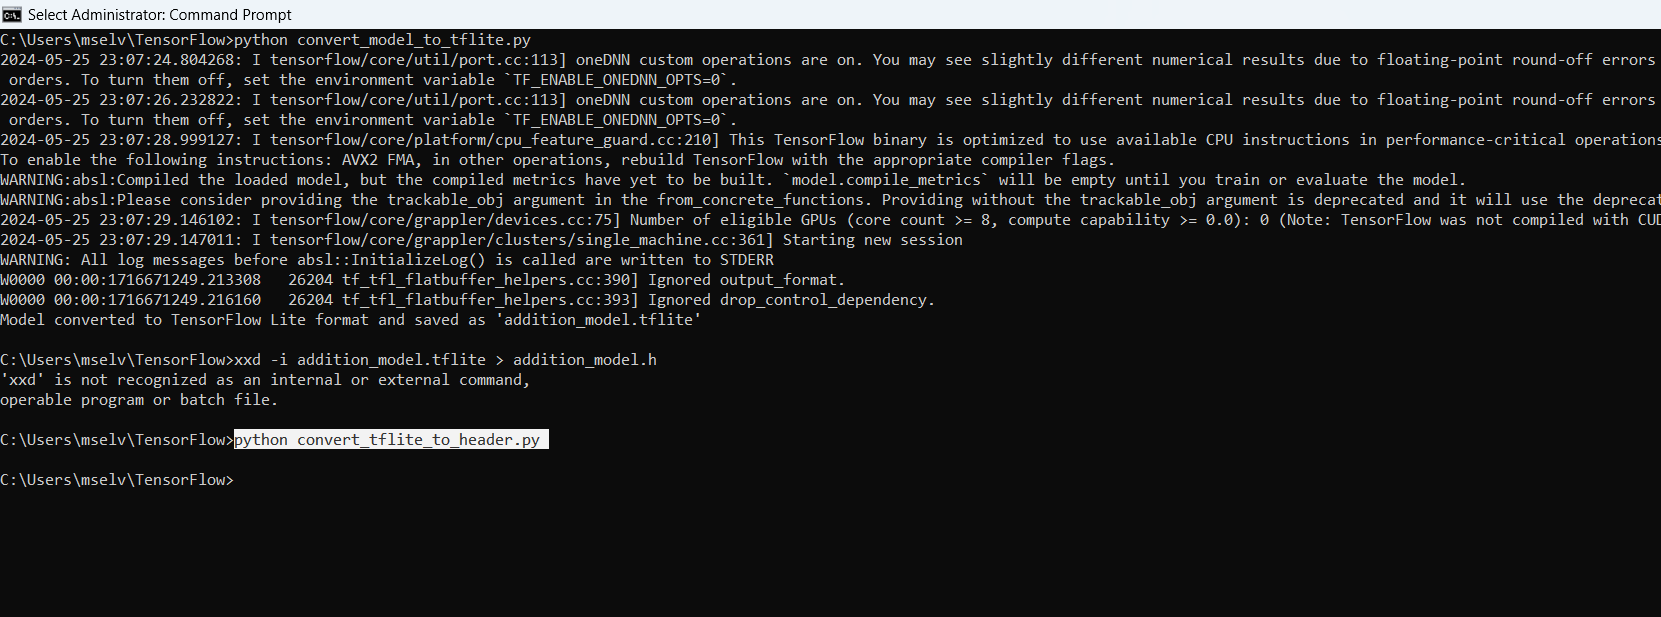 Select Administrator: Command Prompt
C:\Users\mselv\TensorFlow>python convert_model_to_tflite.py
2024-05-25 23:07:24.804268: I tensorflow/core/util/port.cc:113] oneDNN custom operations are on. You may see slightly different numerical results due to floating-point round-off errors
orders. To turn them off, set the environment variable `TF_ENABLE_ONEDNN_OPTS=0`.
2024-05-25 23:07:26.232822: I tensorflow/core/util/port.cc:113] oneDNN custom operations are on. You may see slightly different numerical results due to floating-point round-off errors
orders. To turn them off, set the environment variable `TF_ENABLE_ONEDNN_OPTS=0`.
2024-05-25 23:07:28.999127: I tensorflow/core/platform/cpu_feature_guard.cc:210] This TensorFlow binary is optimized to use available CPU instructions in performance-critical operations
To enable the following instructions: AVX2 FMA, in other operations, rebuild TensorFlow with the appropriate compiler flags.
WARNING:absl:Compiled the loaded model, but the compiled metrics have yet to be built. `model.compile_metrics` will be empty until you train or evaluate the model.
WARNING:absl:Please consider providing the trackable_obj argument in the from_concrete_functions. Providing without the trackable_obj argument is deprecated and it will use the deprecat
2024-05-25 23:07:29.146102: I tensorflow/core/grappler/devices.cc:75] Number of eligible GPUs (core count >= 8, compute capability >= 0.0): 0 (Note: TensorFlow was not compiled with CUD
2024-05-25 23:07:29.147011: I tensorflow/core/grappler/clusters/single_machine.cc:361] Starting new session
WARNING: All log messages before absl::InitializeLog() is called are written to STDERR
W0000 00:00:1716671249.213308   26204 tf_tfl_flatbuffer_helpers.cc:390] Ignored output_format.
W0000 00:00:1716671249.216160   26204 tf_tfl_flatbuffer_helpers.cc:393] Ignored drop_control_dependency.
Model converted to TensorFlow Lite format and saved as 'addition_model.tflite'
C:\Users\mselv\TensorFlow>xxd -i addition_model.tflite > addition_model.h
'xxd' is not recognized as an internal or external command,
operable program or batch file.
C:\Users\mselv\TensorFlow>python convert_tflite_to_header.py
C:\Users\mselv\TensorFlow>